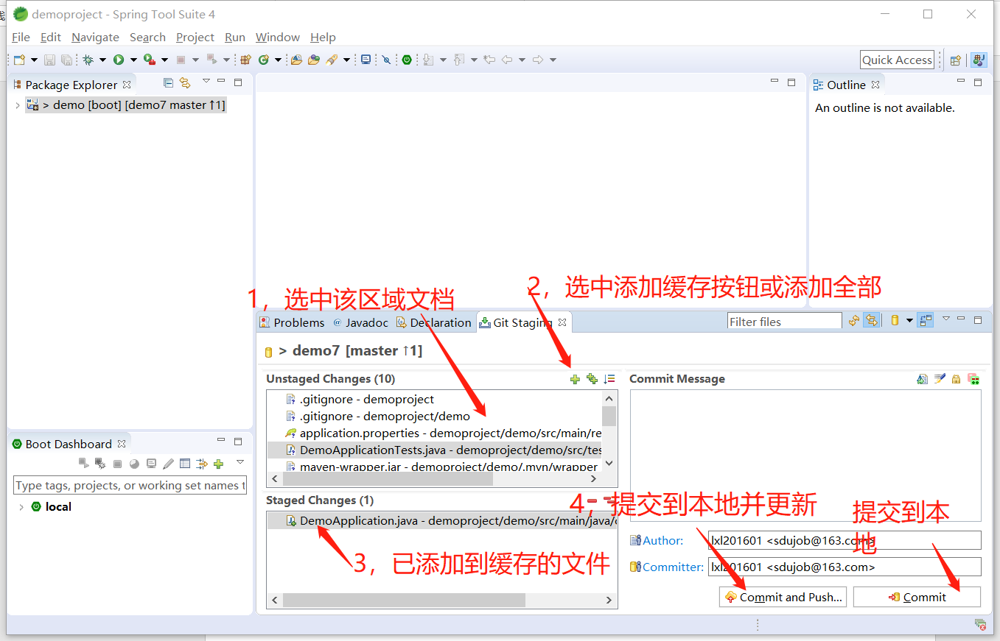 demoproject - Spring Tool Suite 4
File Edit Navigate Search Project Run Window Help
Quick Access
Package Explorer
> demo [boot] [demo7 master ↑1]
Outline
An outline is not available.
1，选中该区域文档
2，选中添加缓存按钮或添加全部
Problems @ Javadoc Declaration Git Staging
Filter files
> demo7 [master ↑1]
Unstaged Changes (10)
.gitignore - demoproject
.gitignore - demoproject/demo
application.properties - demoproject/demo/src/main/re
DemoApplicationTests.java - demoproject/demo/src/tes
maven-wrapper.jar - demoproject/demo/.mvn/wrapper
Commit Message
Staged Changes (1)
DemoApplication.java - demoproject/demo/src/main/java/
3，已添加到缓存的文件
4，提交到本地并更新
提交到本
地
Author: lxl201601 <sdujob@163.com>
Committer: lxl201601 <sdujob@163.com>
Commit and Push...
Commit
Boot Dashboard
Type tags, projects, or working set names t
local